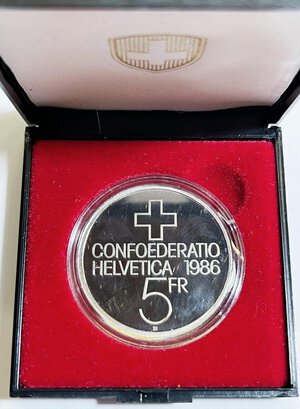 CONFOEDERATIO
HELVETICA 1986
5 FR
B